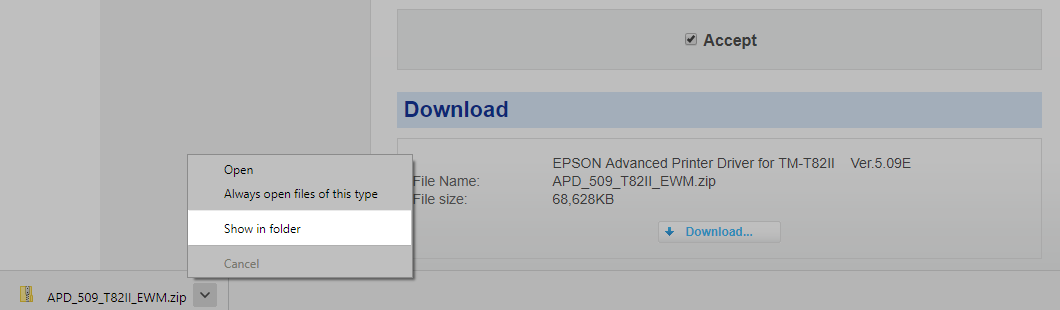 Accept
Download
EPSON Advanced Printer Driver for TM-T82II Ver.5.09E
File Name: APD_509_T82II_EWM.zip
File size: 68,628KB
Download...
Open
Always open files of this type
Show in folder
Cancel
APD_509_T82II_EWM.zip